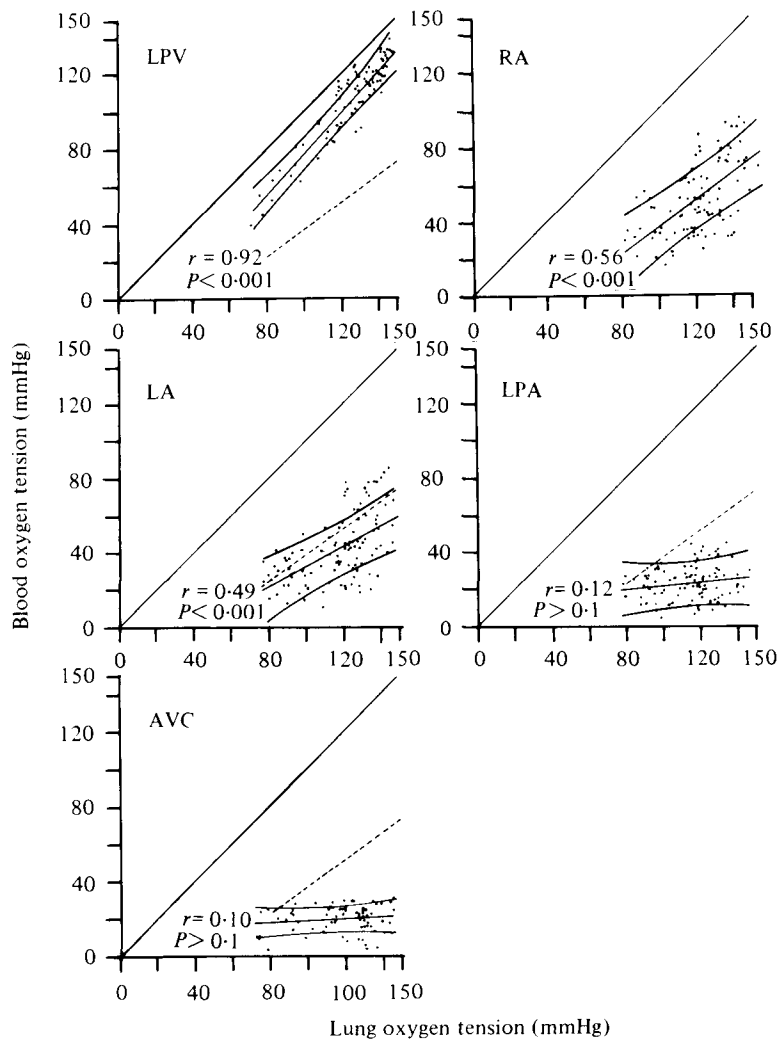 150
120
80
40
0
LPV
r = 0·92
P< 0·001
0 40 80 120 150
150
120
80
40
0
RA
r = 0·56
P< 0·001
0 40 80 120 150
150
120
80
40
0
LA
r = 0·49
P< 0·001
0 40 80 120 150
150
120
80
40
0
LPA
r = 0·12
P > 0·1
0 40 80 120 150
150
120
80
40
0
AVC
r = 0·10
P > 0·1
0 40 80 100 150
Blood oxygen tension (mmHg)
Lung oxygen tension (mmHg)